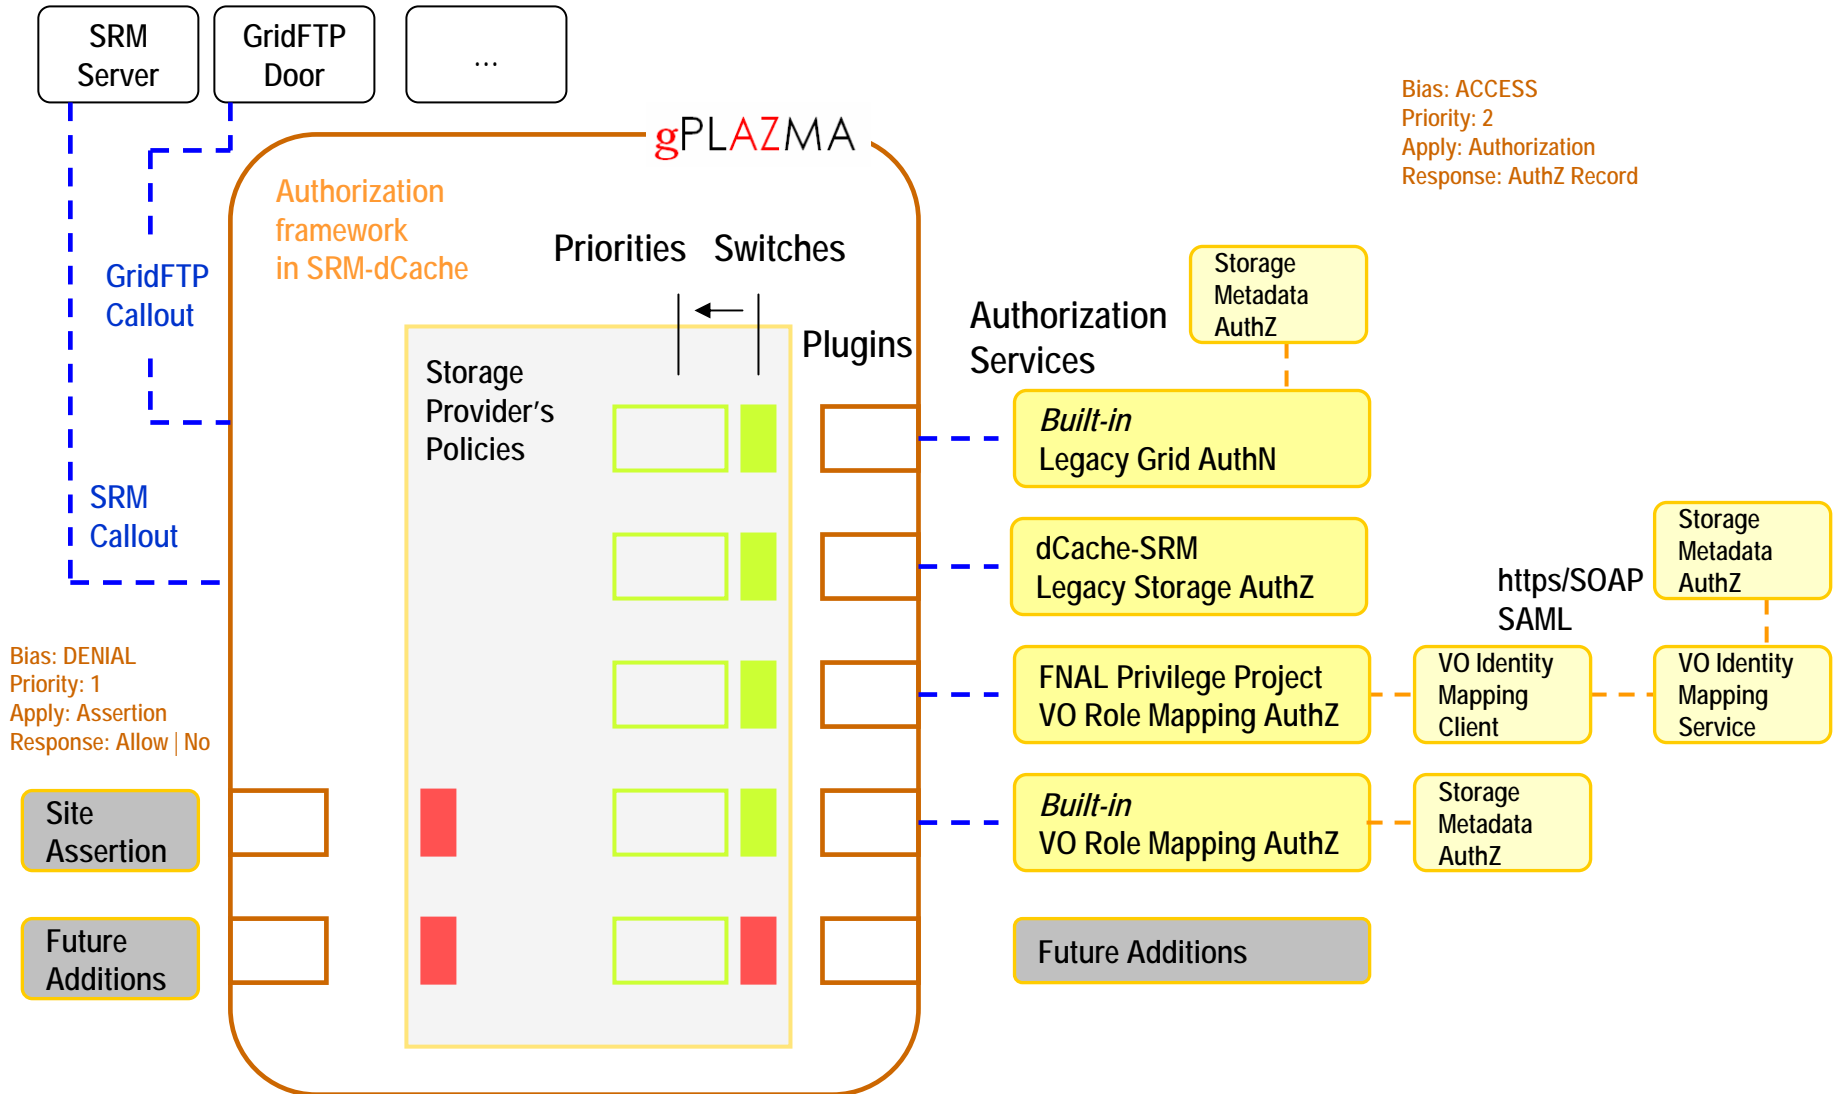 SRM
Server
GridFTP
Door
...
gPLAZMA
Bias: ACCESS
Priority: 2
Apply: Authorization
Response: AuthZ Record
Authorization
framework
in SRM-dCache
Priorities
Switches
GridFTP
Callout
Storage
Provider's
Policies
Plugins
Authorization
Services
Storage
Metadata
AuthZ
Built-in
Legacy Grid AuthN
SRM
Callout
dCache-SRM
Legacy Storage AuthZ
https/SOAP
SAML
Storage
Metadata
AuthZ
Bias: DENIAL
Priority: 1
Apply: Assertion
Response: Allow | No
FNAL Privilege Project
VO Role Mapping AuthZ
VO Identity
Mapping
Client
VO Identity
Mapping
Service
Site
Assertion
Built-in
VO Role Mapping AuthZ
Storage
Metadata
AuthZ
Future
Additions
Future Additions